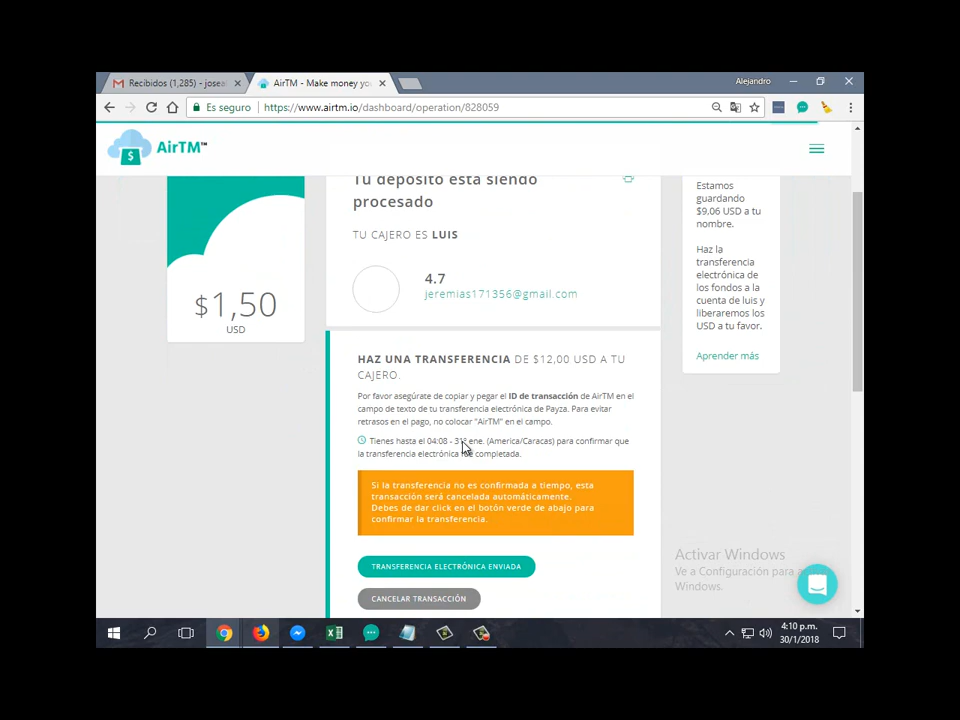 Recibidos (1,285) - joseal
AirTM - Make money yo
Alejandro
Es seguro
https://www.airtm.io/dashboard/operation/828059
AirTM™
$1,50
USD
Tu depósito está siendo
procesado
TU CAJERO ES LUIS
4.7
jeremias171356@gmail.com
HAZ UNA TRANSFERENCIA DE $12,00 USD A TU
CAJERO.
Por favor asegúrate de copiar y pegar el ID de transacción de AirTM en el
campo de texto de tu transferencia electrónica de Payza. Para evitar
retrasos en el pago, no colocar "AirTM" en el campo.
Tienes hasta el 04:08 - 31º ene. (America/Caracas) para confirmar que
la transferencia electrónica fue completada.
Si la transferencia no es confirmada a tiempo, esta
transacción será cancelada automáticamente.
Debes de dar click en el botón verde de abajo para
confirmar la transferencia.
TRANSFERENCIA ELECTRÓNICA ENVIADA
CANCELAR TRANSACCIÓN
Estamos
guardando
$9.06 USD a tu
nombre.
Haz la
transferencia
electrónica de
los fondos a la
cuenta de luis y
liberaremos los
USD a tu favor.
Aprender más
Activar Windows
Ve a Configuración para
Windows.
4:10 p.m.
30/1/2018